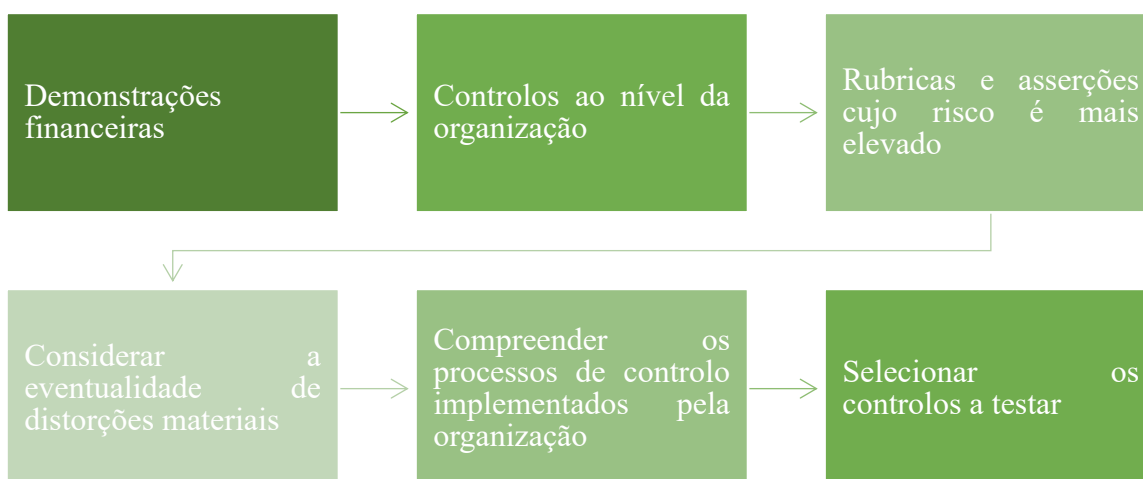 Demonstrações
financeiras
Controlos ao nível da
organização
Rubricas e asserções
cujo risco é mais
elevado
Considerar a
eventualidade de
distorções materiais
Compreender os
processos de controlo
implementados pela
organização
Selecionar os
controlos a testar